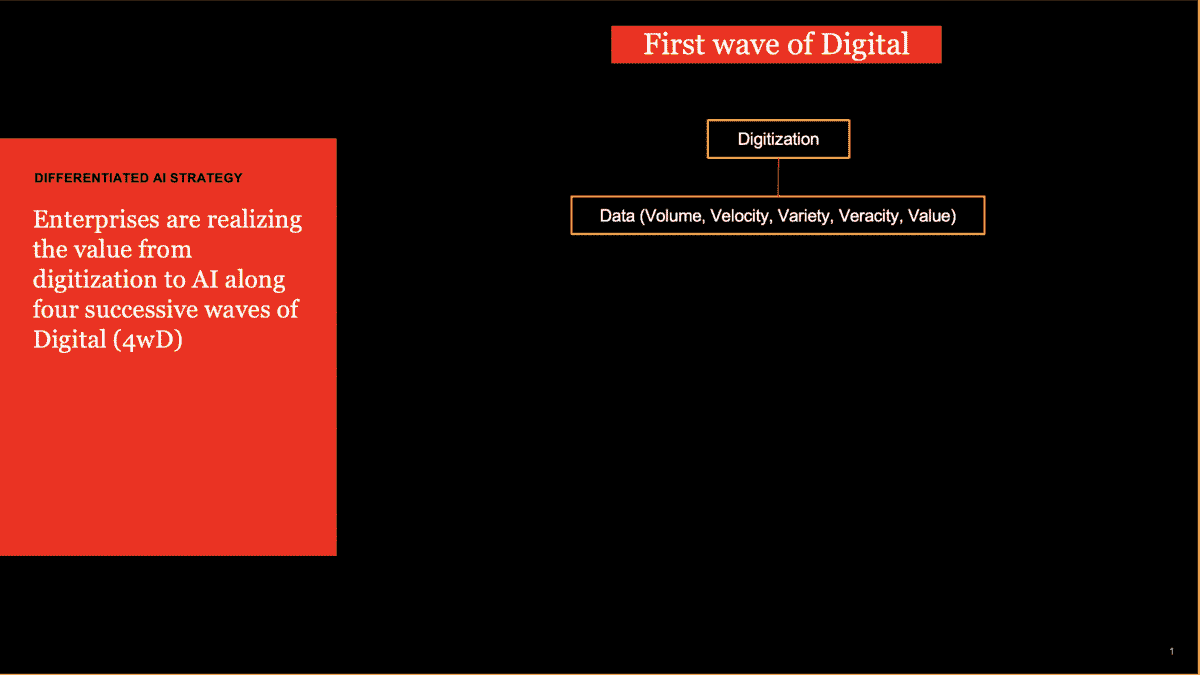 First wave of Digital
Digitization
Data (Volume, Velocity, Variety, Veracity, Value)
DIFFERENTIATED AI STRATEGY
Enterprises are realizing
the value from
digitization to AI along
four successive waves of
Digital (4wD)
1